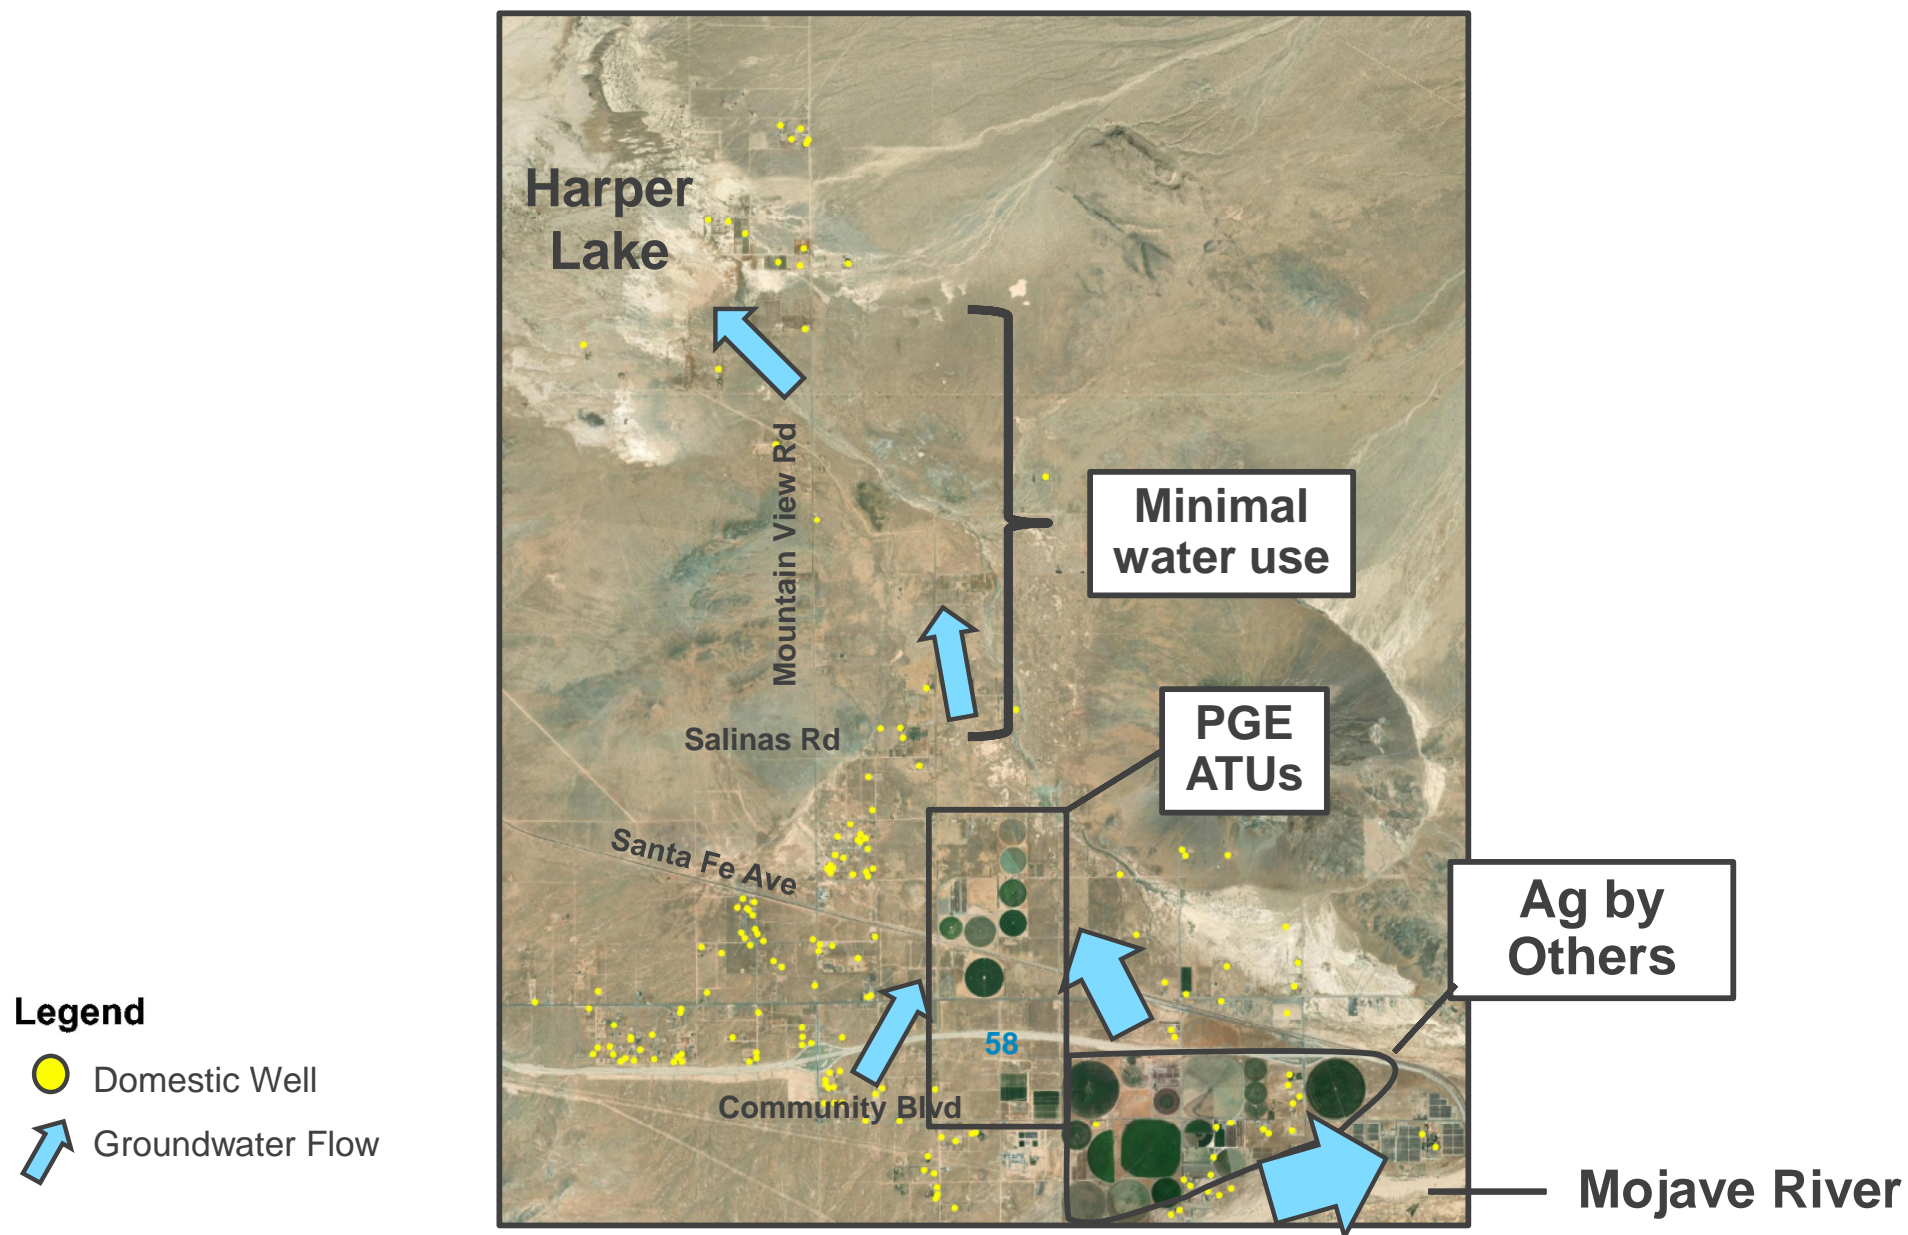 Harper
Lake
Mountain View Rd
Minimal
water use
Salinas Rd
PGE
ATUs
Santa Fe Ave
Ag by
Others
58
Community Blvd
Mojave River
Legend
Domestic Well
Groundwater Flow